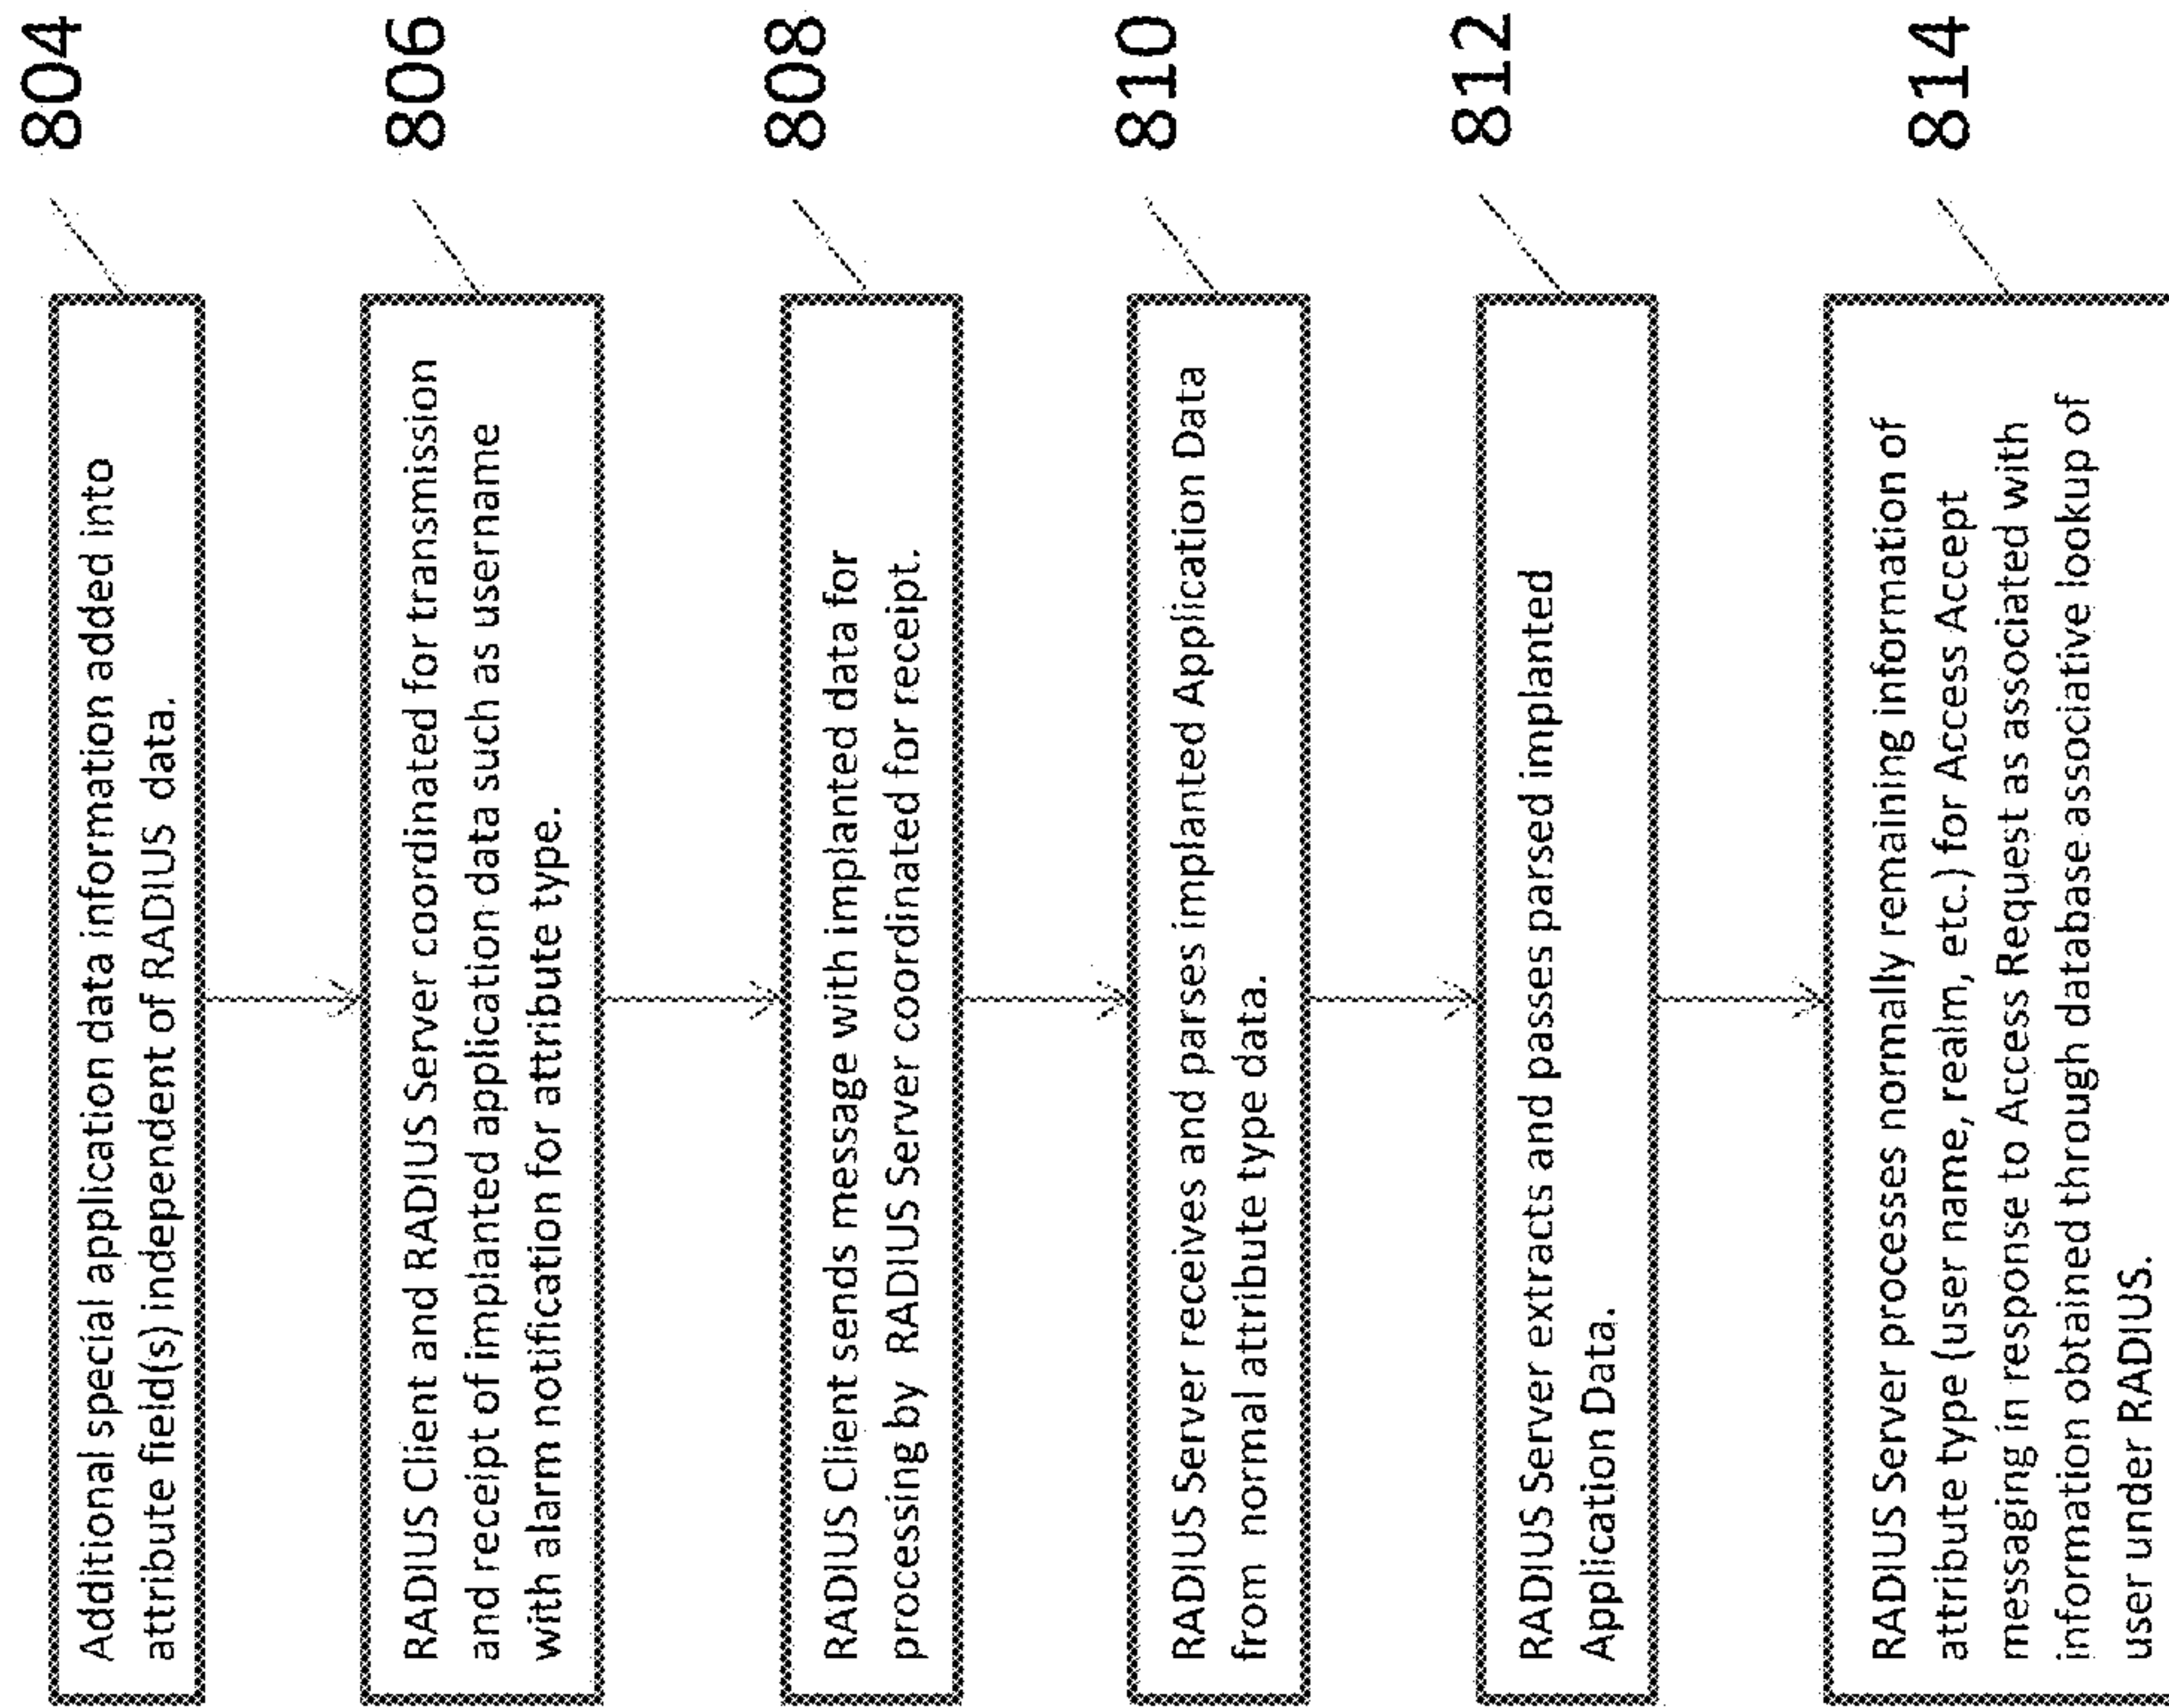 804
Additional special application data information added into
attribute field(s) independent of RADIUS data.
806
RADIUS Client and RADIUS Server coordinated for transmission
and receipt of implanted application data such as username
with alarm notification for attribute type.
808
RADIUS Client sends message with implanted data for
processing by RADIUS Server coordinated for receipt.
810
RADIUS Server receives and parses implanted Application Data
from normal attribute type data.
812
RADIUS Server extracts and passes parsed implanted
Application Data.
814
RADIUS Server processes normally remaining information of
attribute type (user name, realm, etc.) for Access Accept
messaging in response to Access Request as associated with
information obtained through database associative lookup of
user under RADIUS.